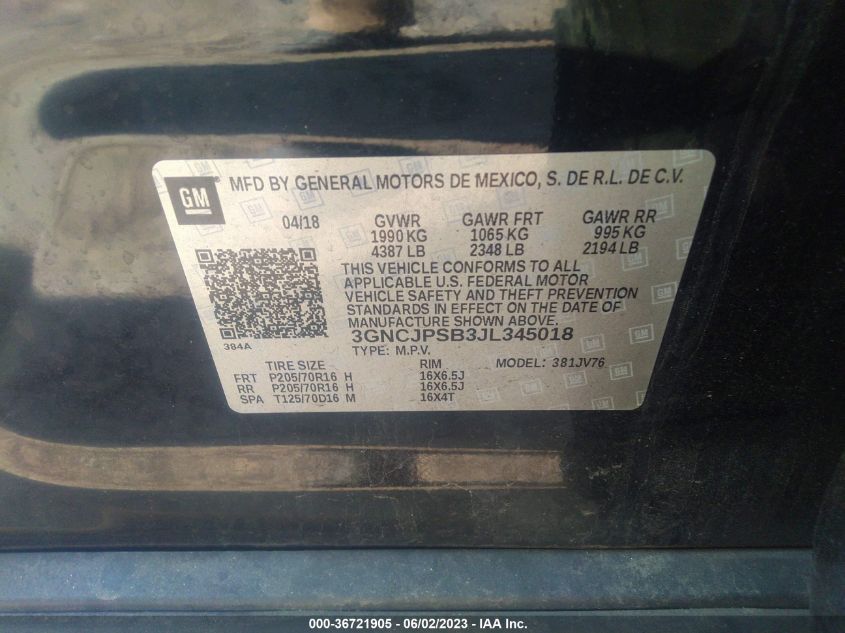 GM MFD BY GENERAL MOTORS DE MEXICO, S. DE R.L. DE C.V.
04/18 GVWR GAWR FRT GAWR RR
1990 KG 1065 KG 995 KG
4387 LB 2348 LB 2194 LB
THIS VEHICLE CONFORMS TO ALL
APPLICABLE U.S. FEDERAL MOTOR
VEHICLE SAFETY AND THEFT PREVENTION
STANDARDS IN EFFECT ON THE DATE OF
MANUFACTURE SHOWN ABOVE.
384A 3GNCJPSB3JL345018
TYPE: M.P.V. MODEL: 381JV76
TIRE SIZE RIM
FRT P205/70R16 H 16X6.5J
RR P205/70R16 H 16X6.5J
SPA T125/70D16 M 16X4T
000-36721905 - 06/02/2023 - IAA Inc.